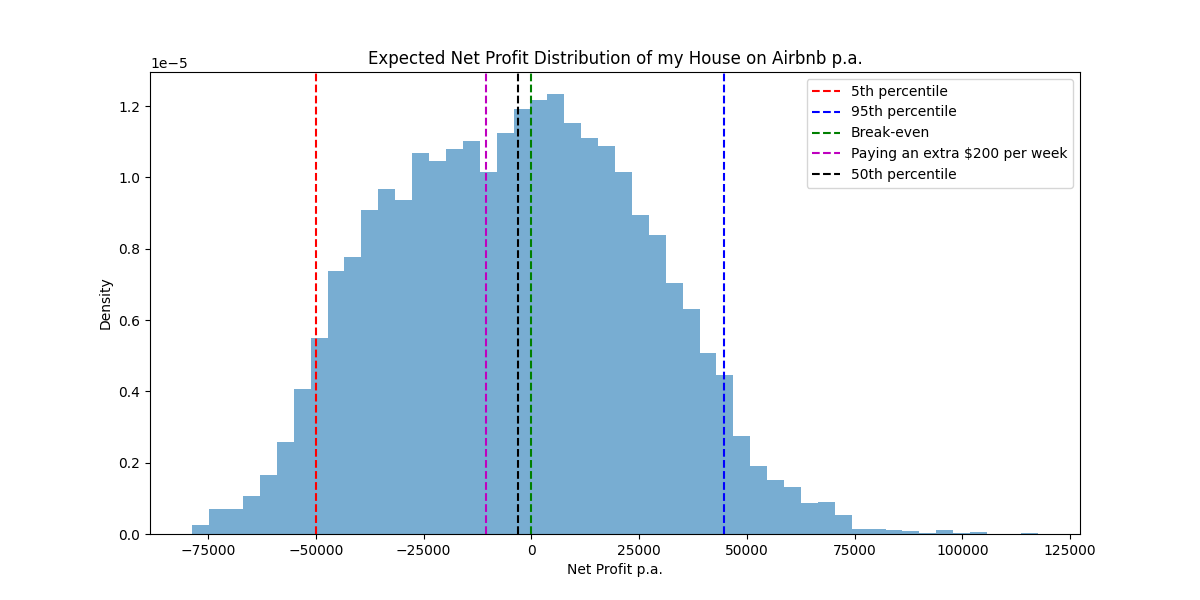 Expected Net Profit Distribution of my House on Airbnb p.a.
1e−5
5th percentile
95th percentile
Break-even
Paying an extra $200 per week
50th percentile
1.2
1.0
0.8
0.6
0.4
0.2
0.0
Density
−75000 −50000 −25000 0 25000 50000 75000 100000 125000
Net Profit p.a.